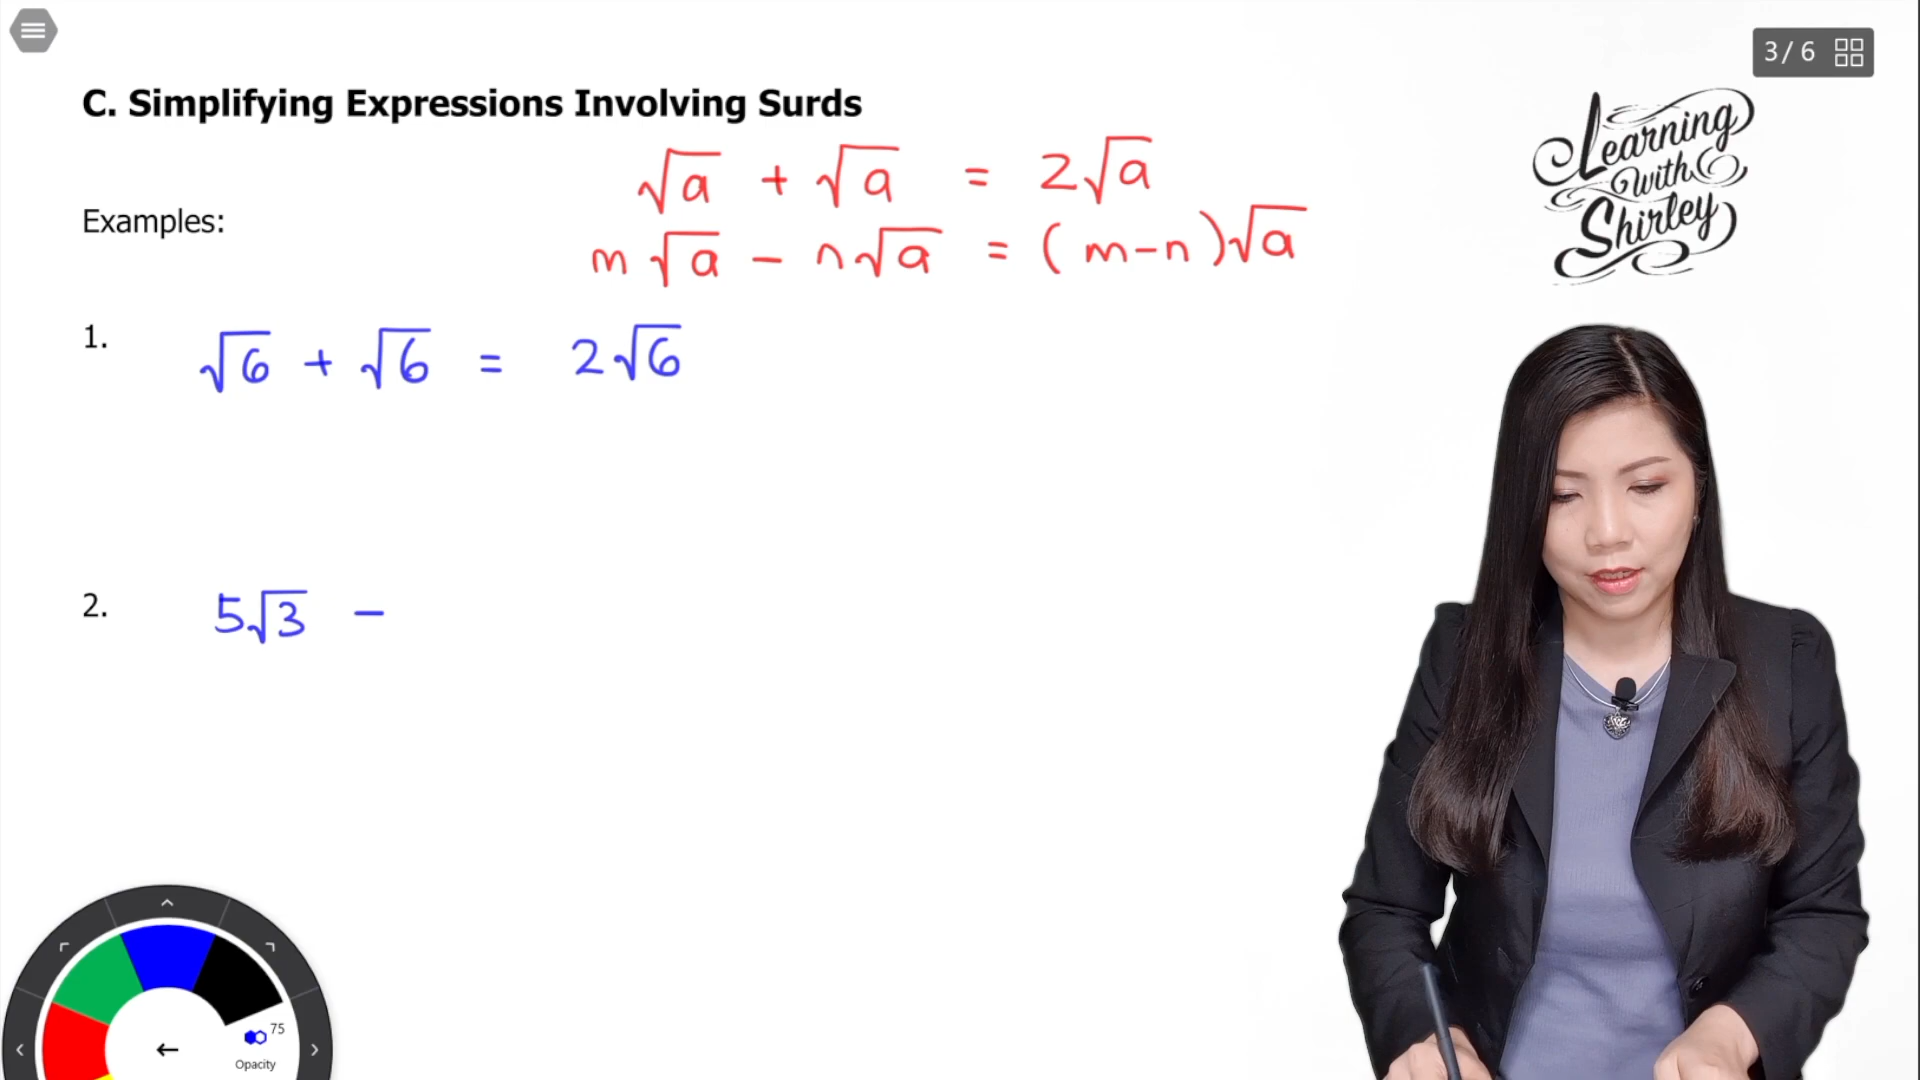 3/6
C. Simplifying Expressions Involving Surds
Learning
with
Shirley
√a + √a = 2√a
Examples:
m√a − n√a = (m−n)√a
1. √6 + √6 = 2√6
2. 5√3 −
75
Opacity